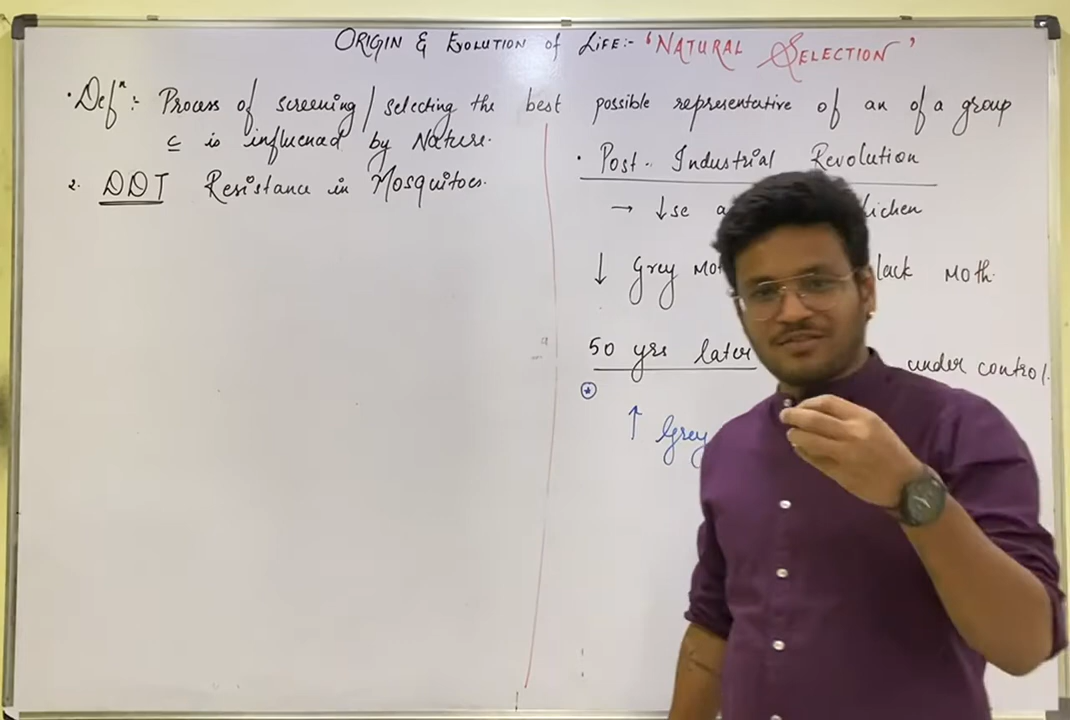 ORIGIN & EVOLUTION of LiFE:- 'NATURAL SELECTION'
· Defⁿ:- Process of screening/selecting the best possible representative of an of a group
c̲ is influenced by Nature.
2. DDT Resistance in Mosquitoes.
· Post- Industrial Revolution
→ ↓se lichen
↓ Grey Moth.
50 yrs later under control.
↑ Grey